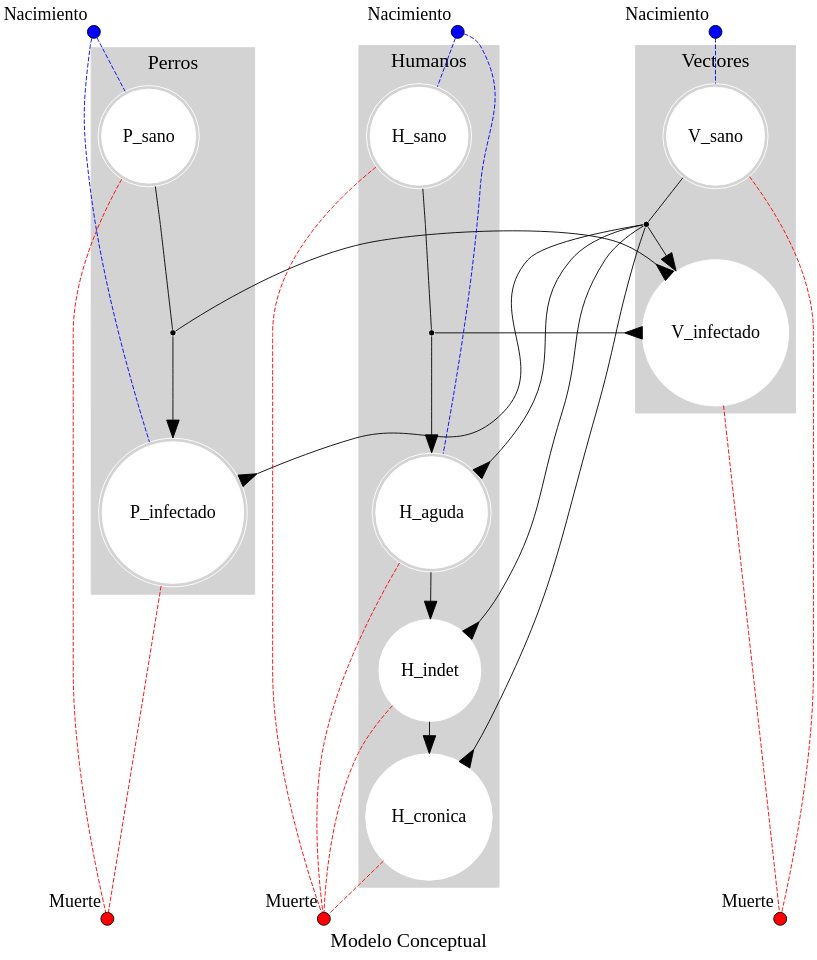 Nacimiento
Nacimiento
Nacimiento
Perros
Humanos
Vectores
P_sano
H_sano
V_sano
V_infectado
P_infectado
H_aguda
H_indet
H_cronica
Muerte
Muerte
Muerte
Modelo Conceptual